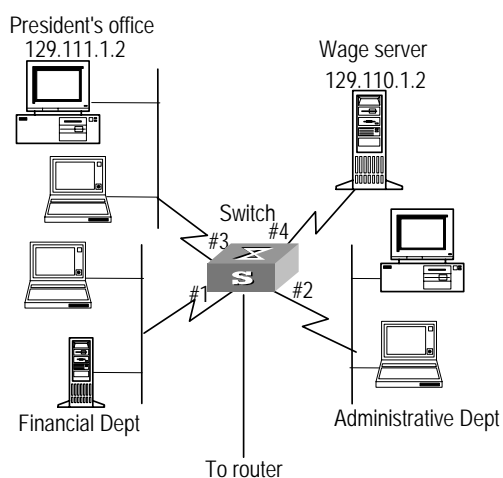 President's office
129.111.1.2
Wage server
129.110.1.2
Switch
#3
#4
#1
#2
S
Financial Dept
Administrative Dept
To router